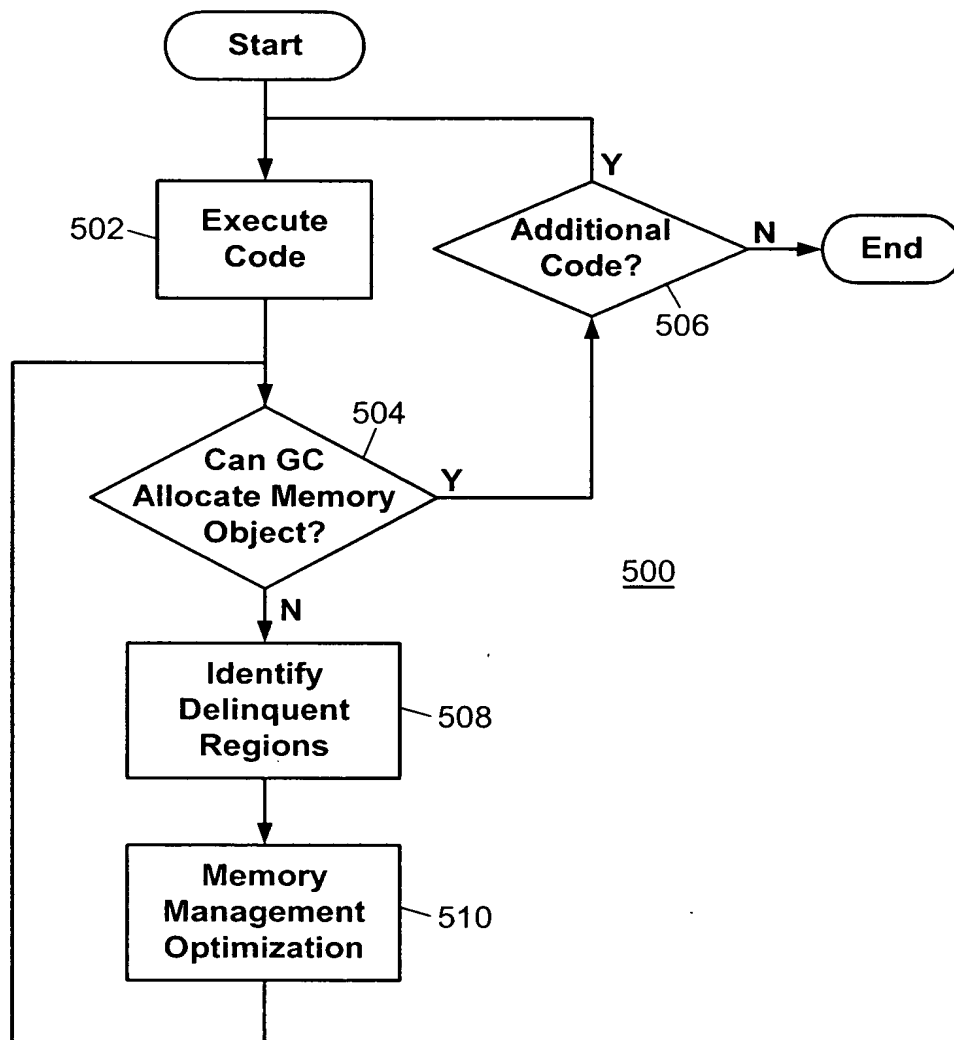 Start
Y
502
Execute
Code
Additional
Code?
N
End
506
504
Can GC
Allocate Memory
Object?
Y
500
N
Identify
Delinquent
Regions
508
Memory
Management
Optimization
510